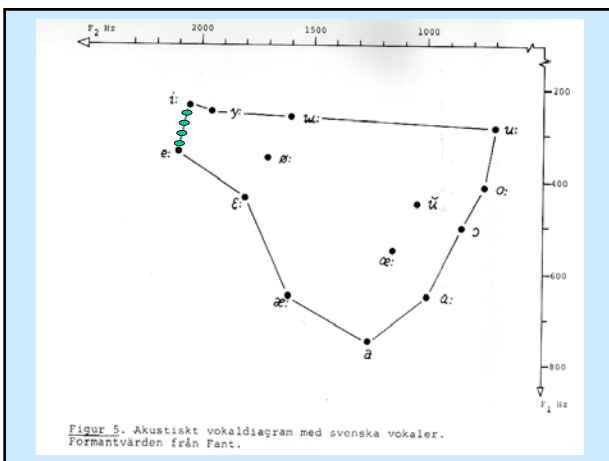 F₂ Hz
2000
1500
1000
200
i:
y:
ʉ:
u:
e:
ø:
400
o:
ɛ:
ŭ
ɔ
œ:
600
æ:
ɑ:
a
800
F₁ Hz
Figur 5. Akustiskt vokaldiagram med svenska vokaler.
Formantvärden från Fant.